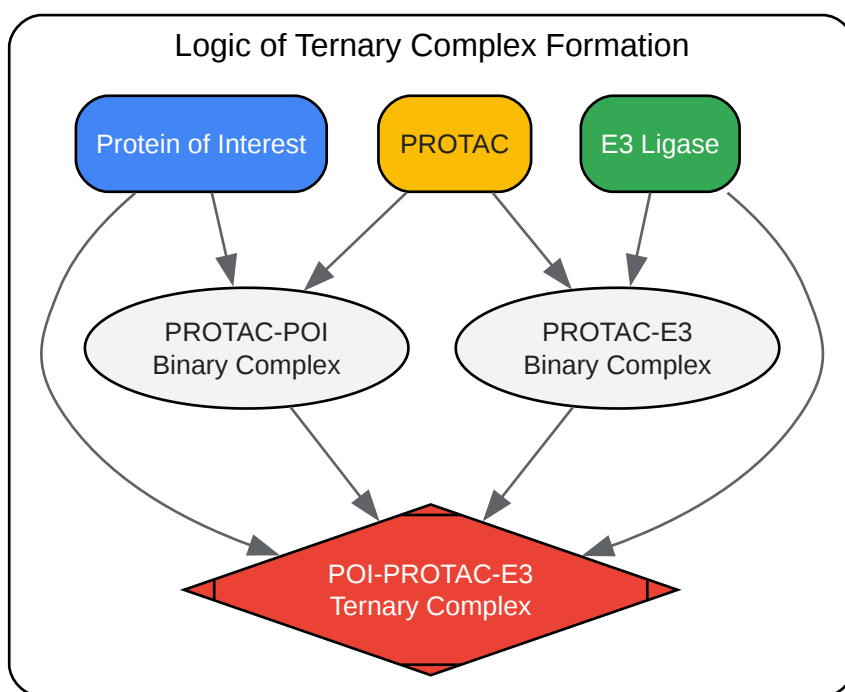 Logic of Ternary Complex Formation
Protein of Interest
PROTAC
E3 Ligase
PROTAC-POI
Binary Complex
PROTAC-E3
Binary Complex
POI-PROTAC-E3
Ternary Complex